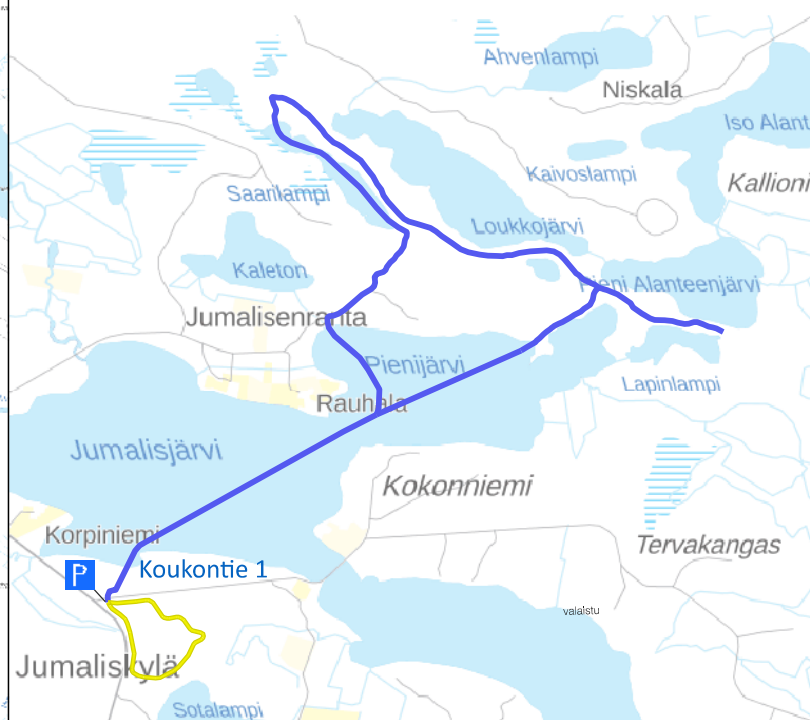 Ahvenlampi
Niskala
Iso Alant
Kaivoslampi
Kallioni
Saarilampi
Loukkojärvi
Kaleton
Pieni Alanteenjärvi
Jumalisenranta
Pienijärvi
Lapinlampi
Rauhala
Jumalisjärvi
Kokonniemi
Korpiniemi
Tervakangas
P
Koukontie 1
valaistu
Jumaliskylä
Sotalampi